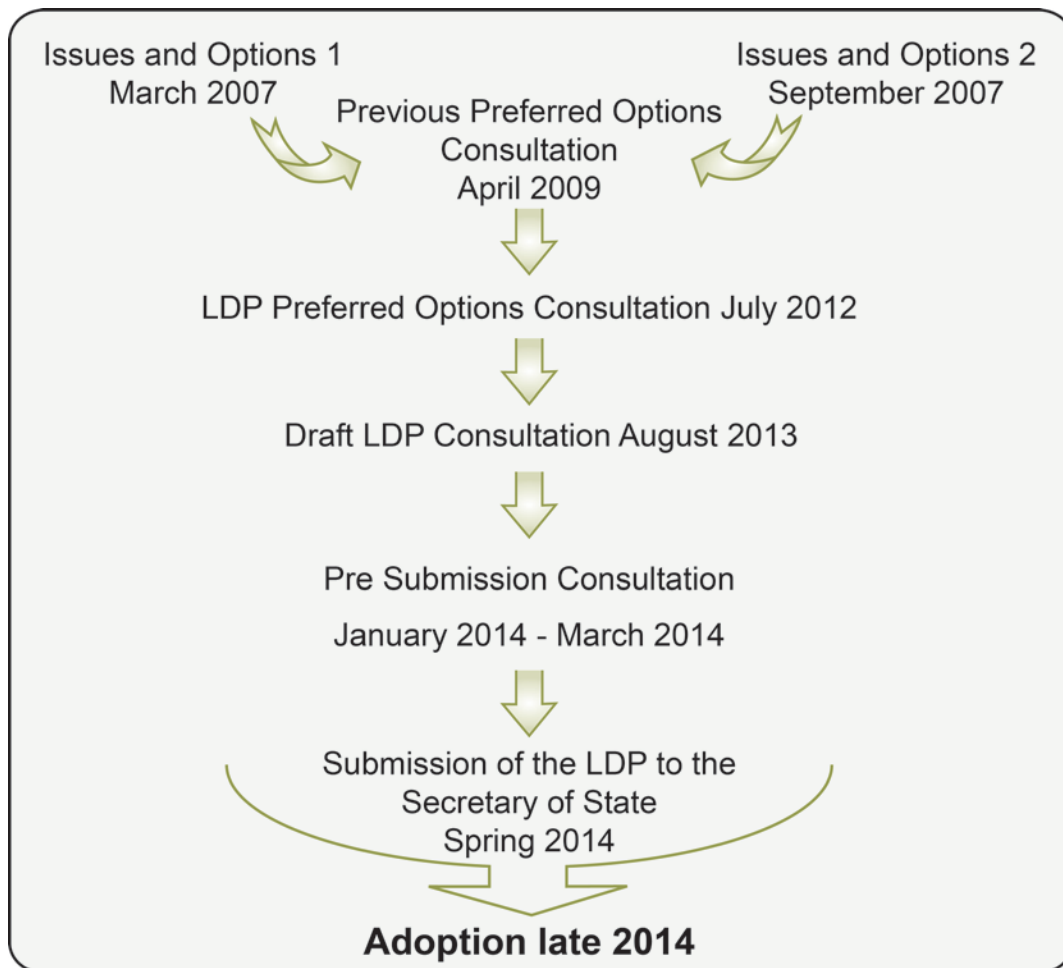 Issues and Options 1
March 2007
Issues and Options 2
September 2007
Previous Preferred Options
Consultation
April 2009
LDP Preferred Options Consultation July 2012
Draft LDP Consultation August 2013
Pre Submission Consultation
January 2014 - March 2014
Submission of the LDP to the
Secretary of State
Spring 2014
Adoption late 2014